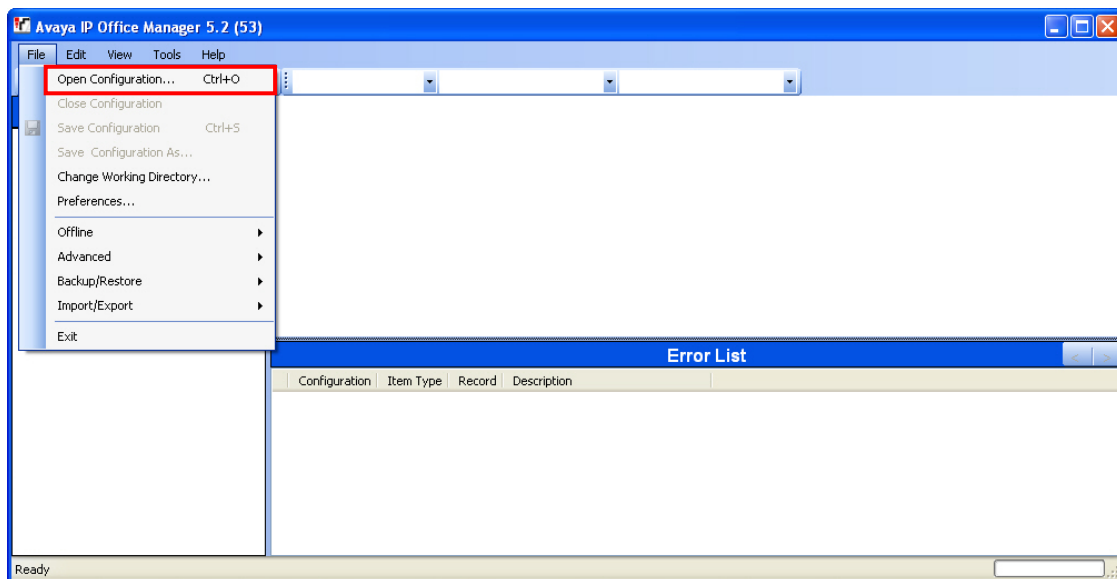 Avaya IP Office Manager 5.2 (53)
File Edit View Tools Help
Open Configuration... Ctrl+O
Close Configuration
Save Configuration Ctrl+S
Save Configuration As...
Change Working Directory...
Preferences...
Offline
Advanced
Backup/Restore
Import/Export
Exit
Error List
< >
Configuration Item Type Record Description
Ready